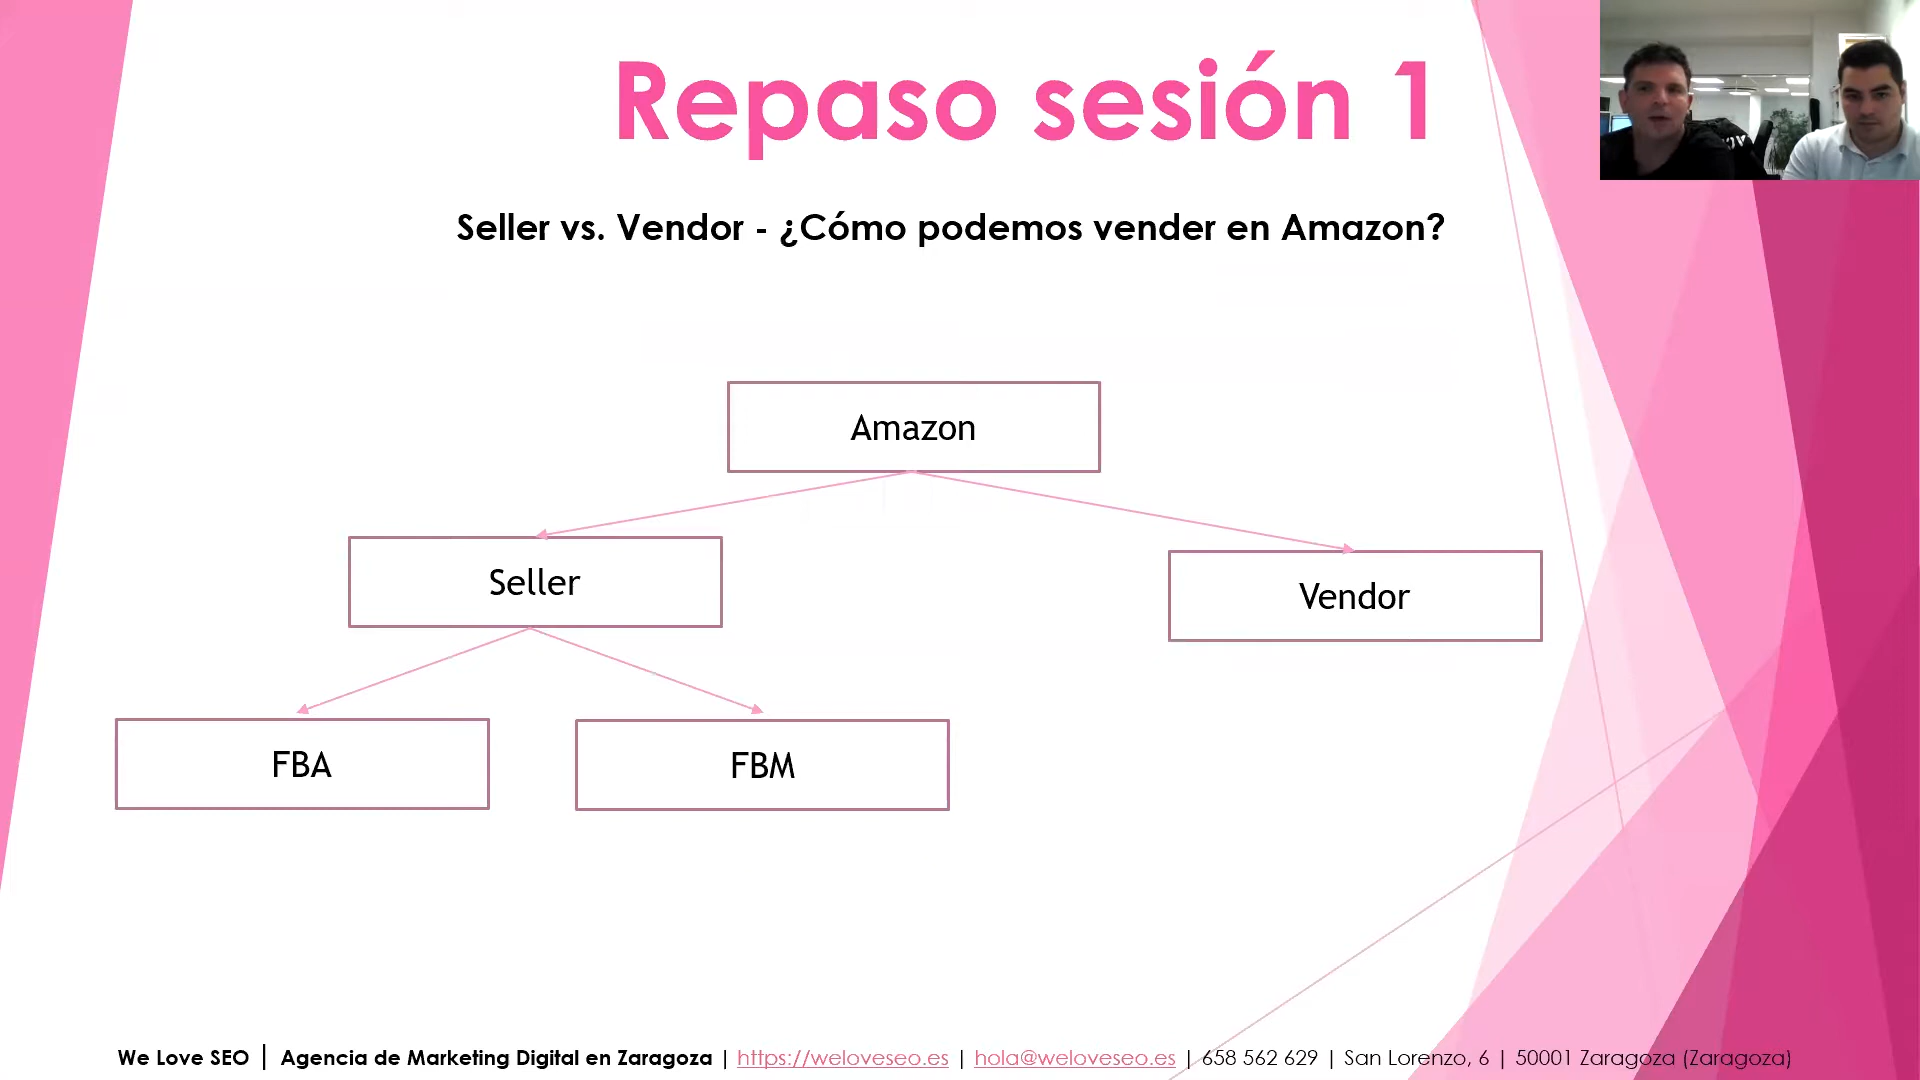 Repaso sesión 1
Seller vs. Vendor - ¿Cómo podemos vender en Amazon?
Amazon
Seller
Vendor
FBA
FBM
We Love SEO | Agencia de Marketing Digital en Zaragoza | https://weloveseo.es | hola@weloveseo.es | 658 562 629 | San Lorenzo, 6 | 50001 Zaragoza (Zaragoza)